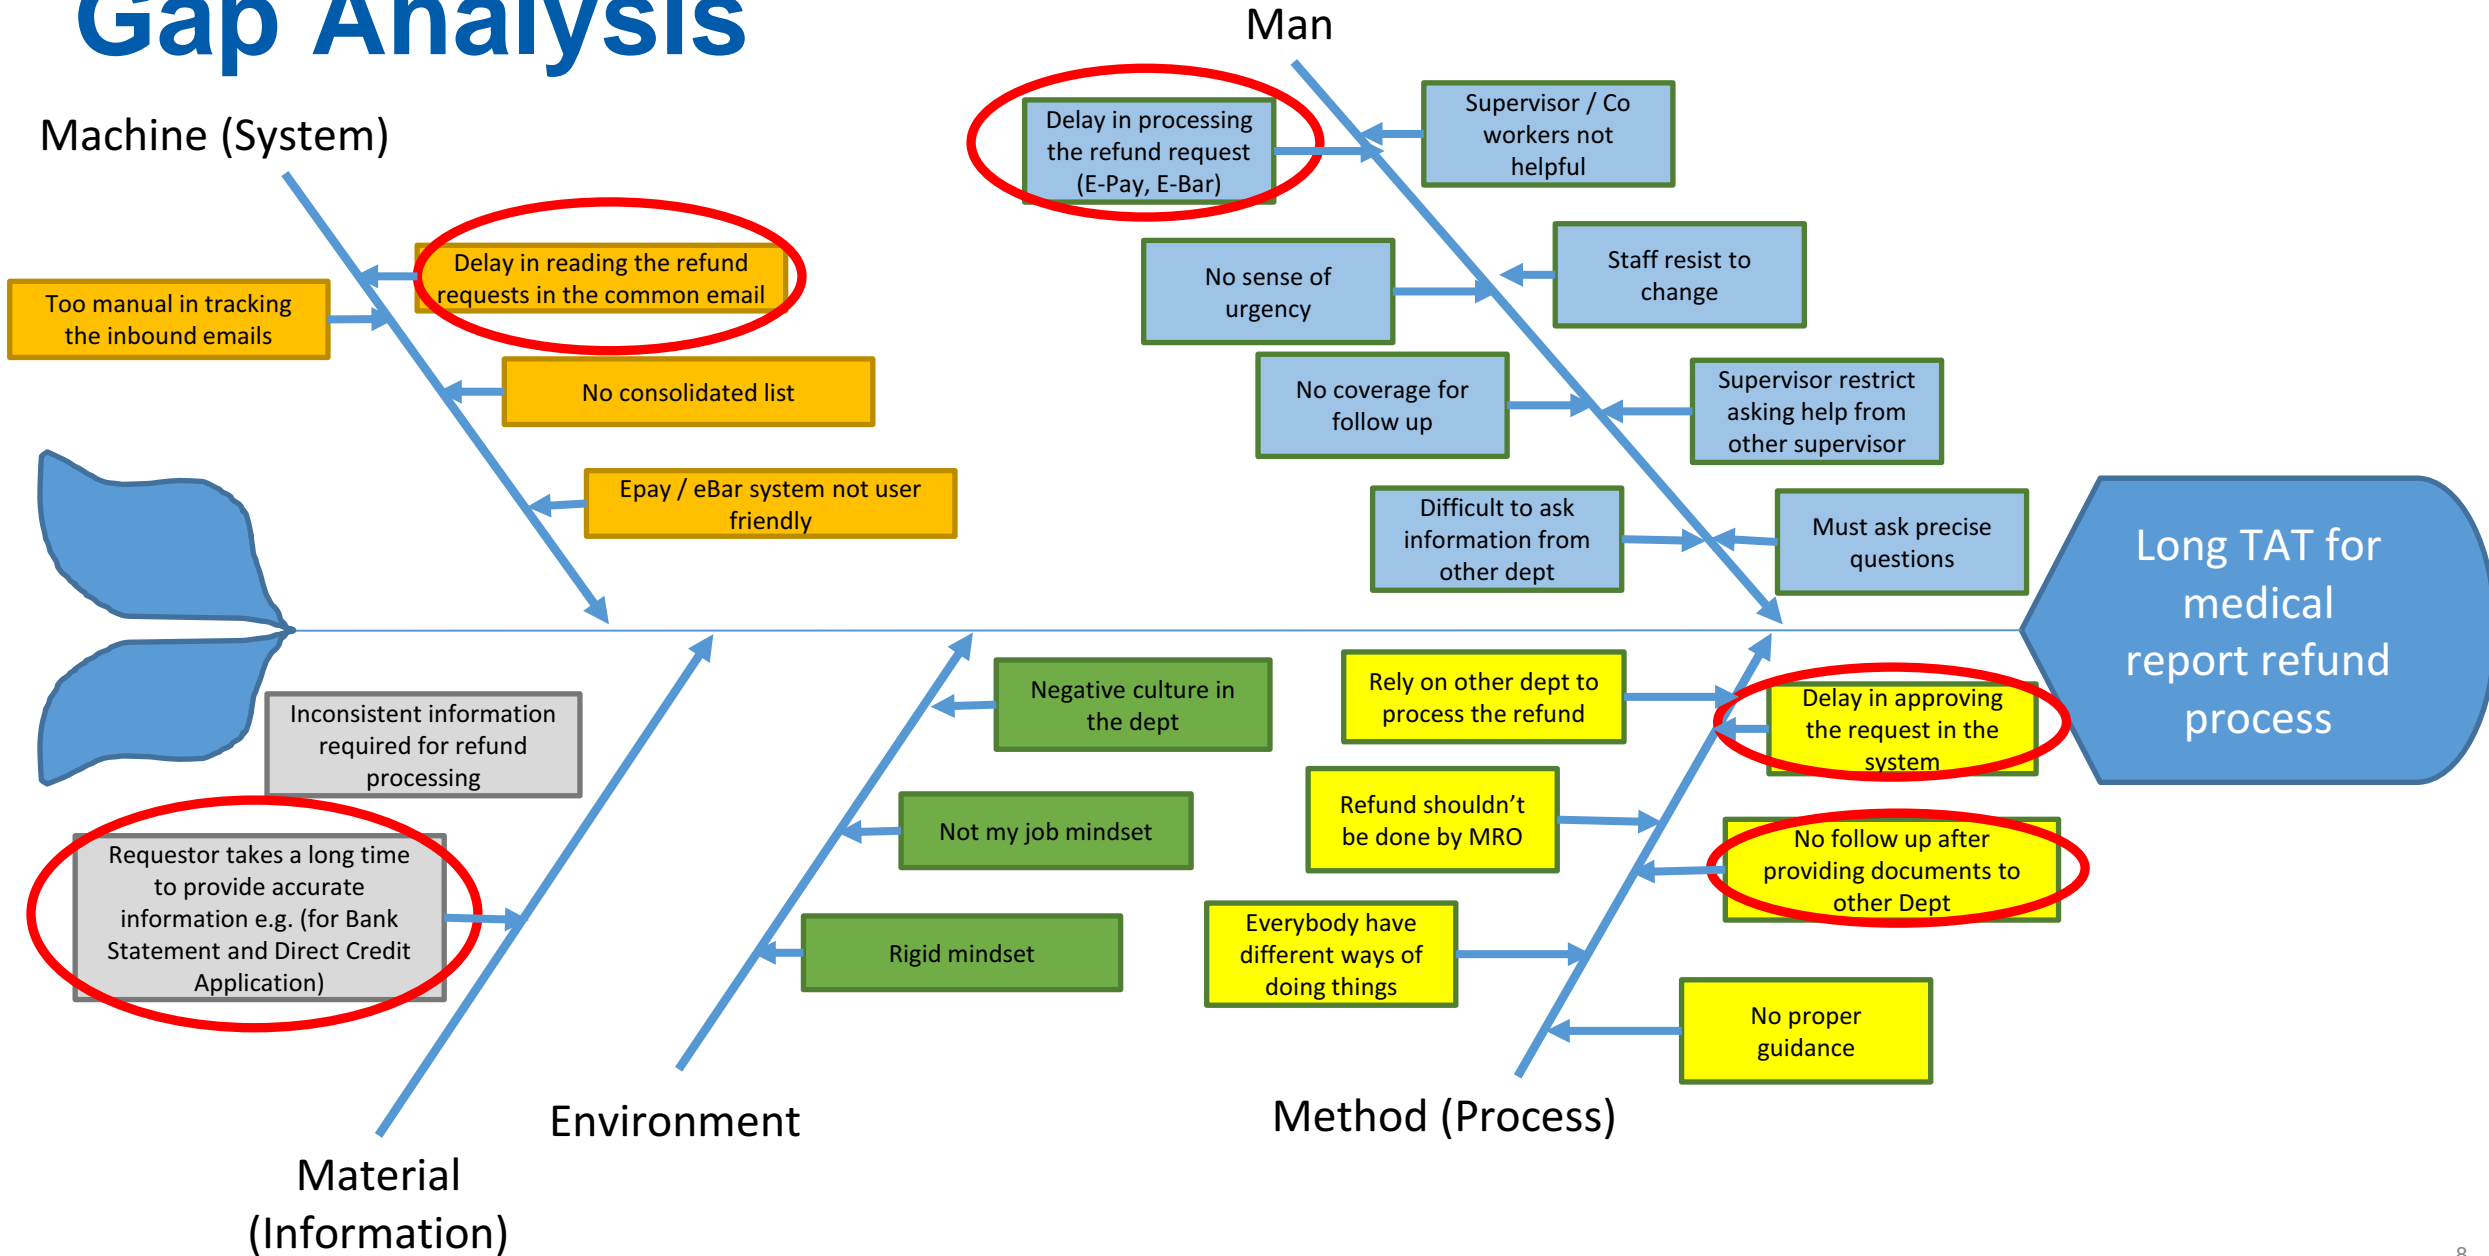 Gap Analysis
Man
Machine (System)
Delay in processing
the refund request
(E-Pay, E-Bar)
Supervisor / Co
workers not
helpful
Delay in reading the refund
requests in the common email
Too manual in tracking
the inbound emails
No sense of
urgency
Staff resist to
change
No consolidated list
No coverage for
follow up
Supervisor restrict
asking help from
other supervisor
Epay / eBar system not user
friendly
Difficult to ask
information from
other dept
Must ask precise
questions
Long TAT for
medical
report refund
process
Inconsistent information
required for refund
processing
Negative culture in
the dept
Rely on other dept to
process the refund
Delay in approving
the request in the
system
Requestor takes a long time
to provide accurate
information e.g. (for Bank
Statement and Direct Credit
Application)
Not my job mindset
Refund shouldn’t
be done by MRO
No follow up after
providing documents to
other Dept
Rigid mindset
Everybody have
different ways of
doing things
No proper
guidance
Environment
Method (Process)
Material
(Information)
8